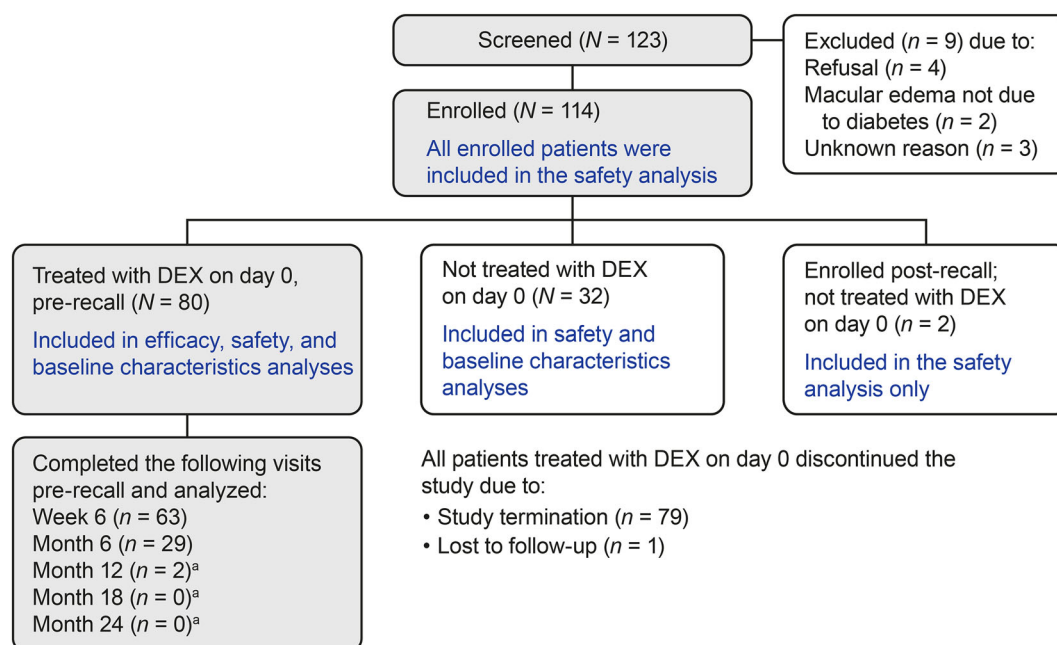 Screened (N = 123)
Excluded (n = 9) due to:
Refusal (n = 4)
Macular edema not due
to diabetes (n = 2)
Unknown reason (n = 3)
Enrolled (N = 114)
All enrolled patients were
included in the safety analysis
Treated with DEX on day 0,
pre-recall (N = 80)
Included in efficacy, safety, and
baseline characteristics analyses
Not treated with DEX
on day 0 (N = 32)
Included in safety and
baseline characteristics
analyses
Enrolled post-recall;
not treated with DEX
on day 0 (n = 2)
Included in the safety
analysis only
Completed the following visits
pre-recall and analyzed:
Week 6 (n = 63)
Month 6 (n = 29)
Month 12 (n = 2)ᵃ
Month 18 (n = 0)ᵃ
Month 24 (n = 0)ᵃ
All patients treated with DEX on day 0 discontinued the
study due to:
• Study termination (n = 79)
• Lost to follow-up (n = 1)